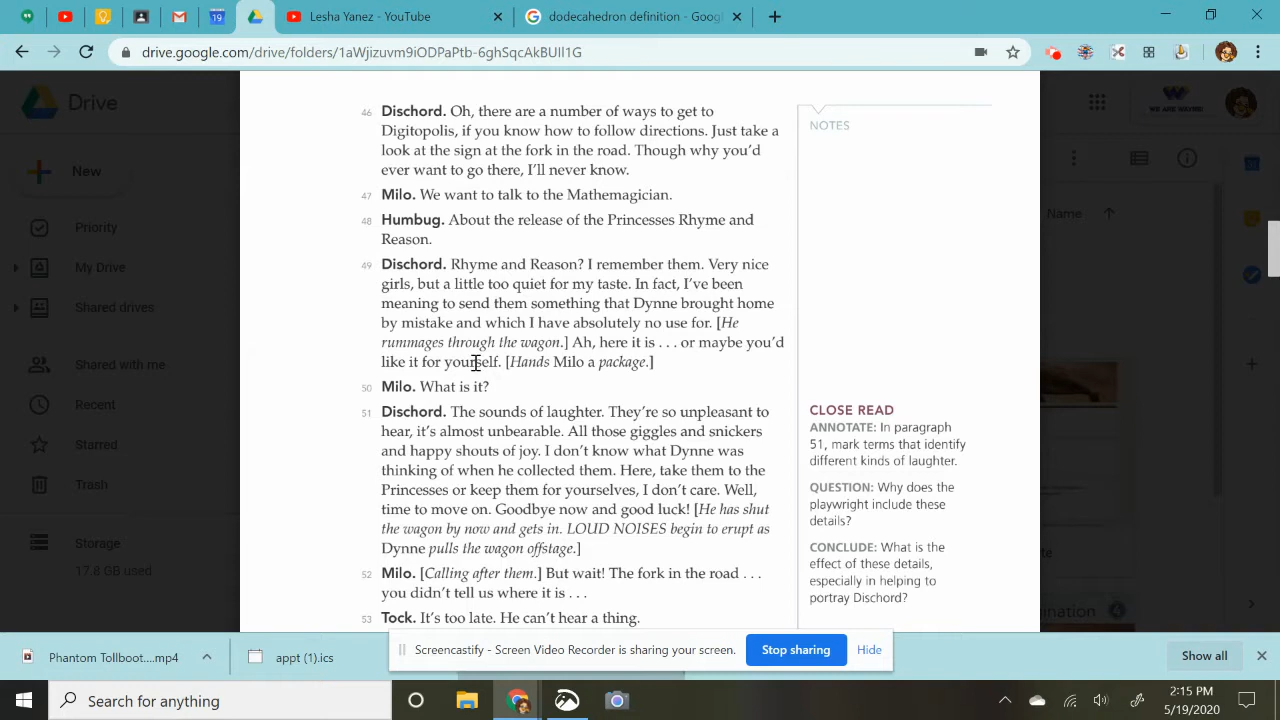 Lesha Yanez - YouTube
dodecahedron definition - Goog
drive.google.com/drive/folders/1aWjizuvm9iODPaPtb-6ghSqcAkBUIl1G
Drive
New
Priority
My Drive
Shared drives
Shared with me
Recent
Starred
Trash
Storage
17.8 GB used
Name
46 Dischord. Oh, there are a number of ways to get to
Digitopolis, if you know how to follow directions. Just take a
look at the sign at the fork in the road. Though why you'd
ever want to go there, I'll never know.
47 Milo. We want to talk to the Mathemagician.
48 Humbug. About the release of the Princesses Rhyme and
Reason.
49 Dischord. Rhyme and Reason? I remember them. Very nice
girls, but a little too quiet for my taste. In fact, I've been
meaning to send them something that Dynne brought home
by mistake and which I have absolutely no use for. [He
rummages through the wagon.] Ah, here it is . . . or maybe you'd
like it for yourself. [Hands Milo a package.]
50 Milo. What is it?
51 Dischord. The sounds of laughter. They're so unpleasant to
hear, it's almost unbearable. All those giggles and snickers
and happy shouts of joy. I don't know what Dynne was
thinking of when he collected them. Here, take them to the
Princesses or keep them for yourselves, I don't care. Well,
time to move on. Goodbye now and good luck! [He has shut
the wagon by now and gets in. LOUD NOISES begin to erupt as
Dynne pulls the wagon offstage.]
52 Milo. [Calling after them.] But wait! The fork in the road . . .
you didn't tell us where it is . . .
53 Tock. It's too late. He can't hear a thing.
NOTES
CLOSE READ
ANNOTATE: In paragraph
51, mark terms that identify
different kinds of laughter.
QUESTION: Why does the
playwright include these
details?
CONCLUDE: What is the
effect of these details,
especially in helping to
portray Dischord?
Screencastify - Screen Video Recorder is sharing your screen.
Stop sharing
Hide
Phantom Tollboot....mp4
appt (1).ics
Show all
Search for anything
2:15 PM
5/19/2020